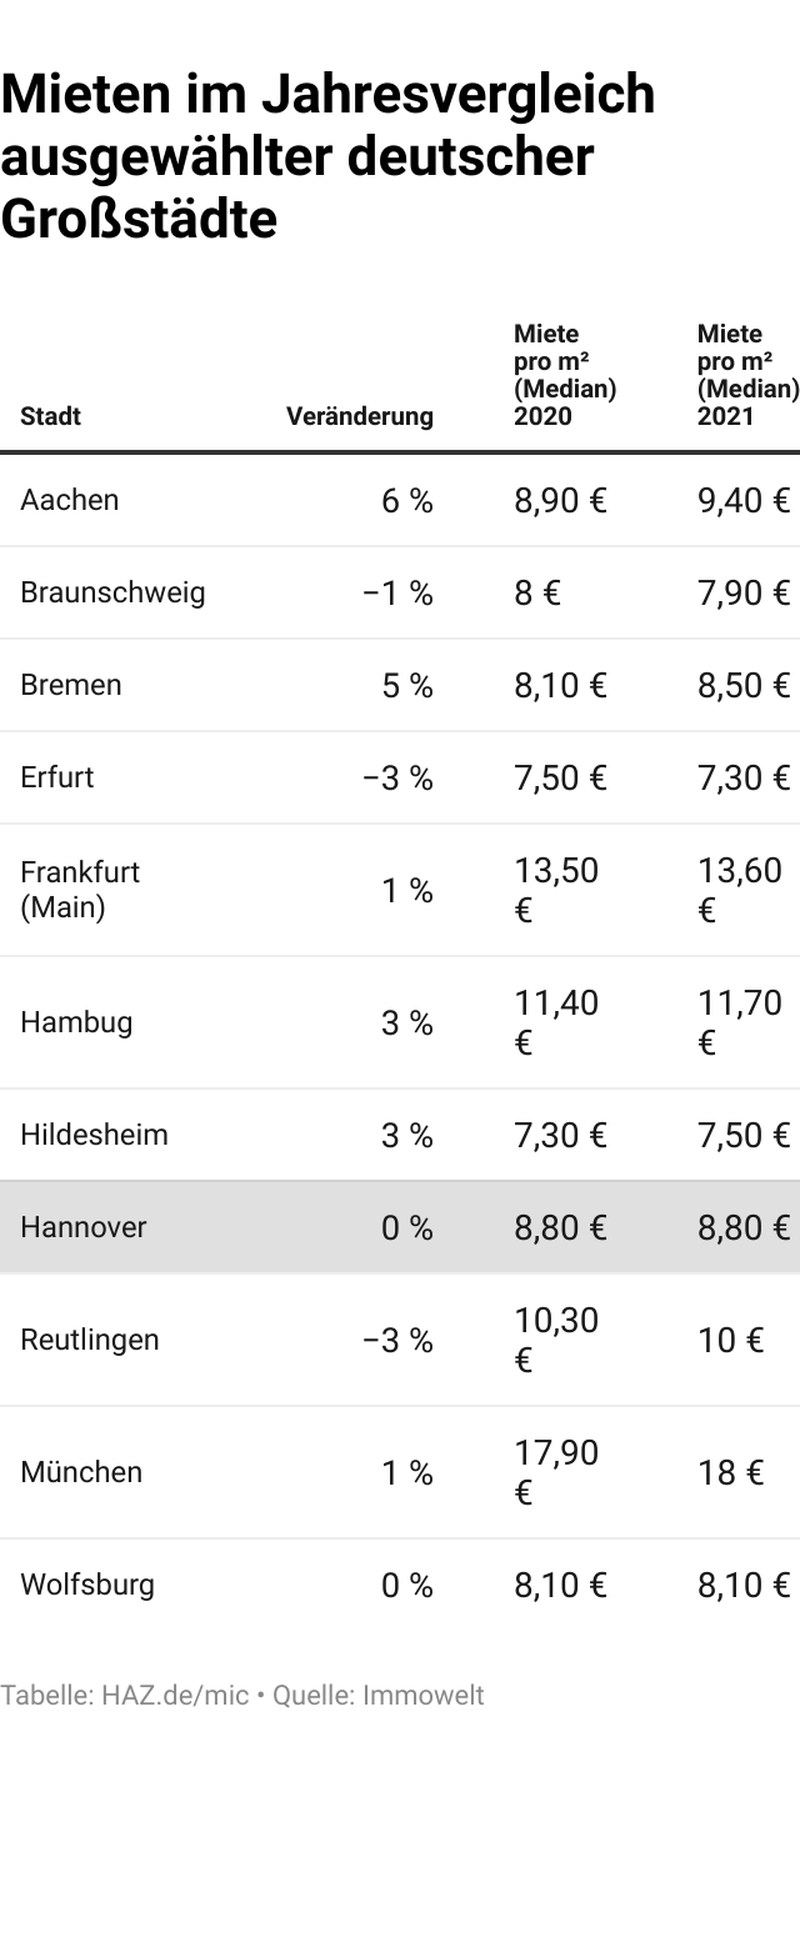 Mieten im Jahresvergleich
ausgewählter deutscher
Großstädte
Stadt Veränderung Miete pro m² (Median) 2020 Miete pro m² (Median) 2021
Aachen 6 % 8,90 € 9,40 €
Braunschweig −1 % 8 € 7,90 €
Bremen 5 % 8,10 € 8,50 €
Erfurt −3 % 7,50 € 7,30 €
Frankfurt (Main) 1 % 13,50 € 13,60 €
Hambug 3 % 11,40 € 11,70 €
Hildesheim 3 % 7,30 € 7,50 €
Hannover 0 % 8,80 € 8,80 €
Reutlingen −3 % 10,30 € 10 €
München 1 % 17,90 € 18 €
Wolfsburg 0 % 8,10 € 8,10 €
Tabelle: HAZ.de/mic • Quelle: Immowelt